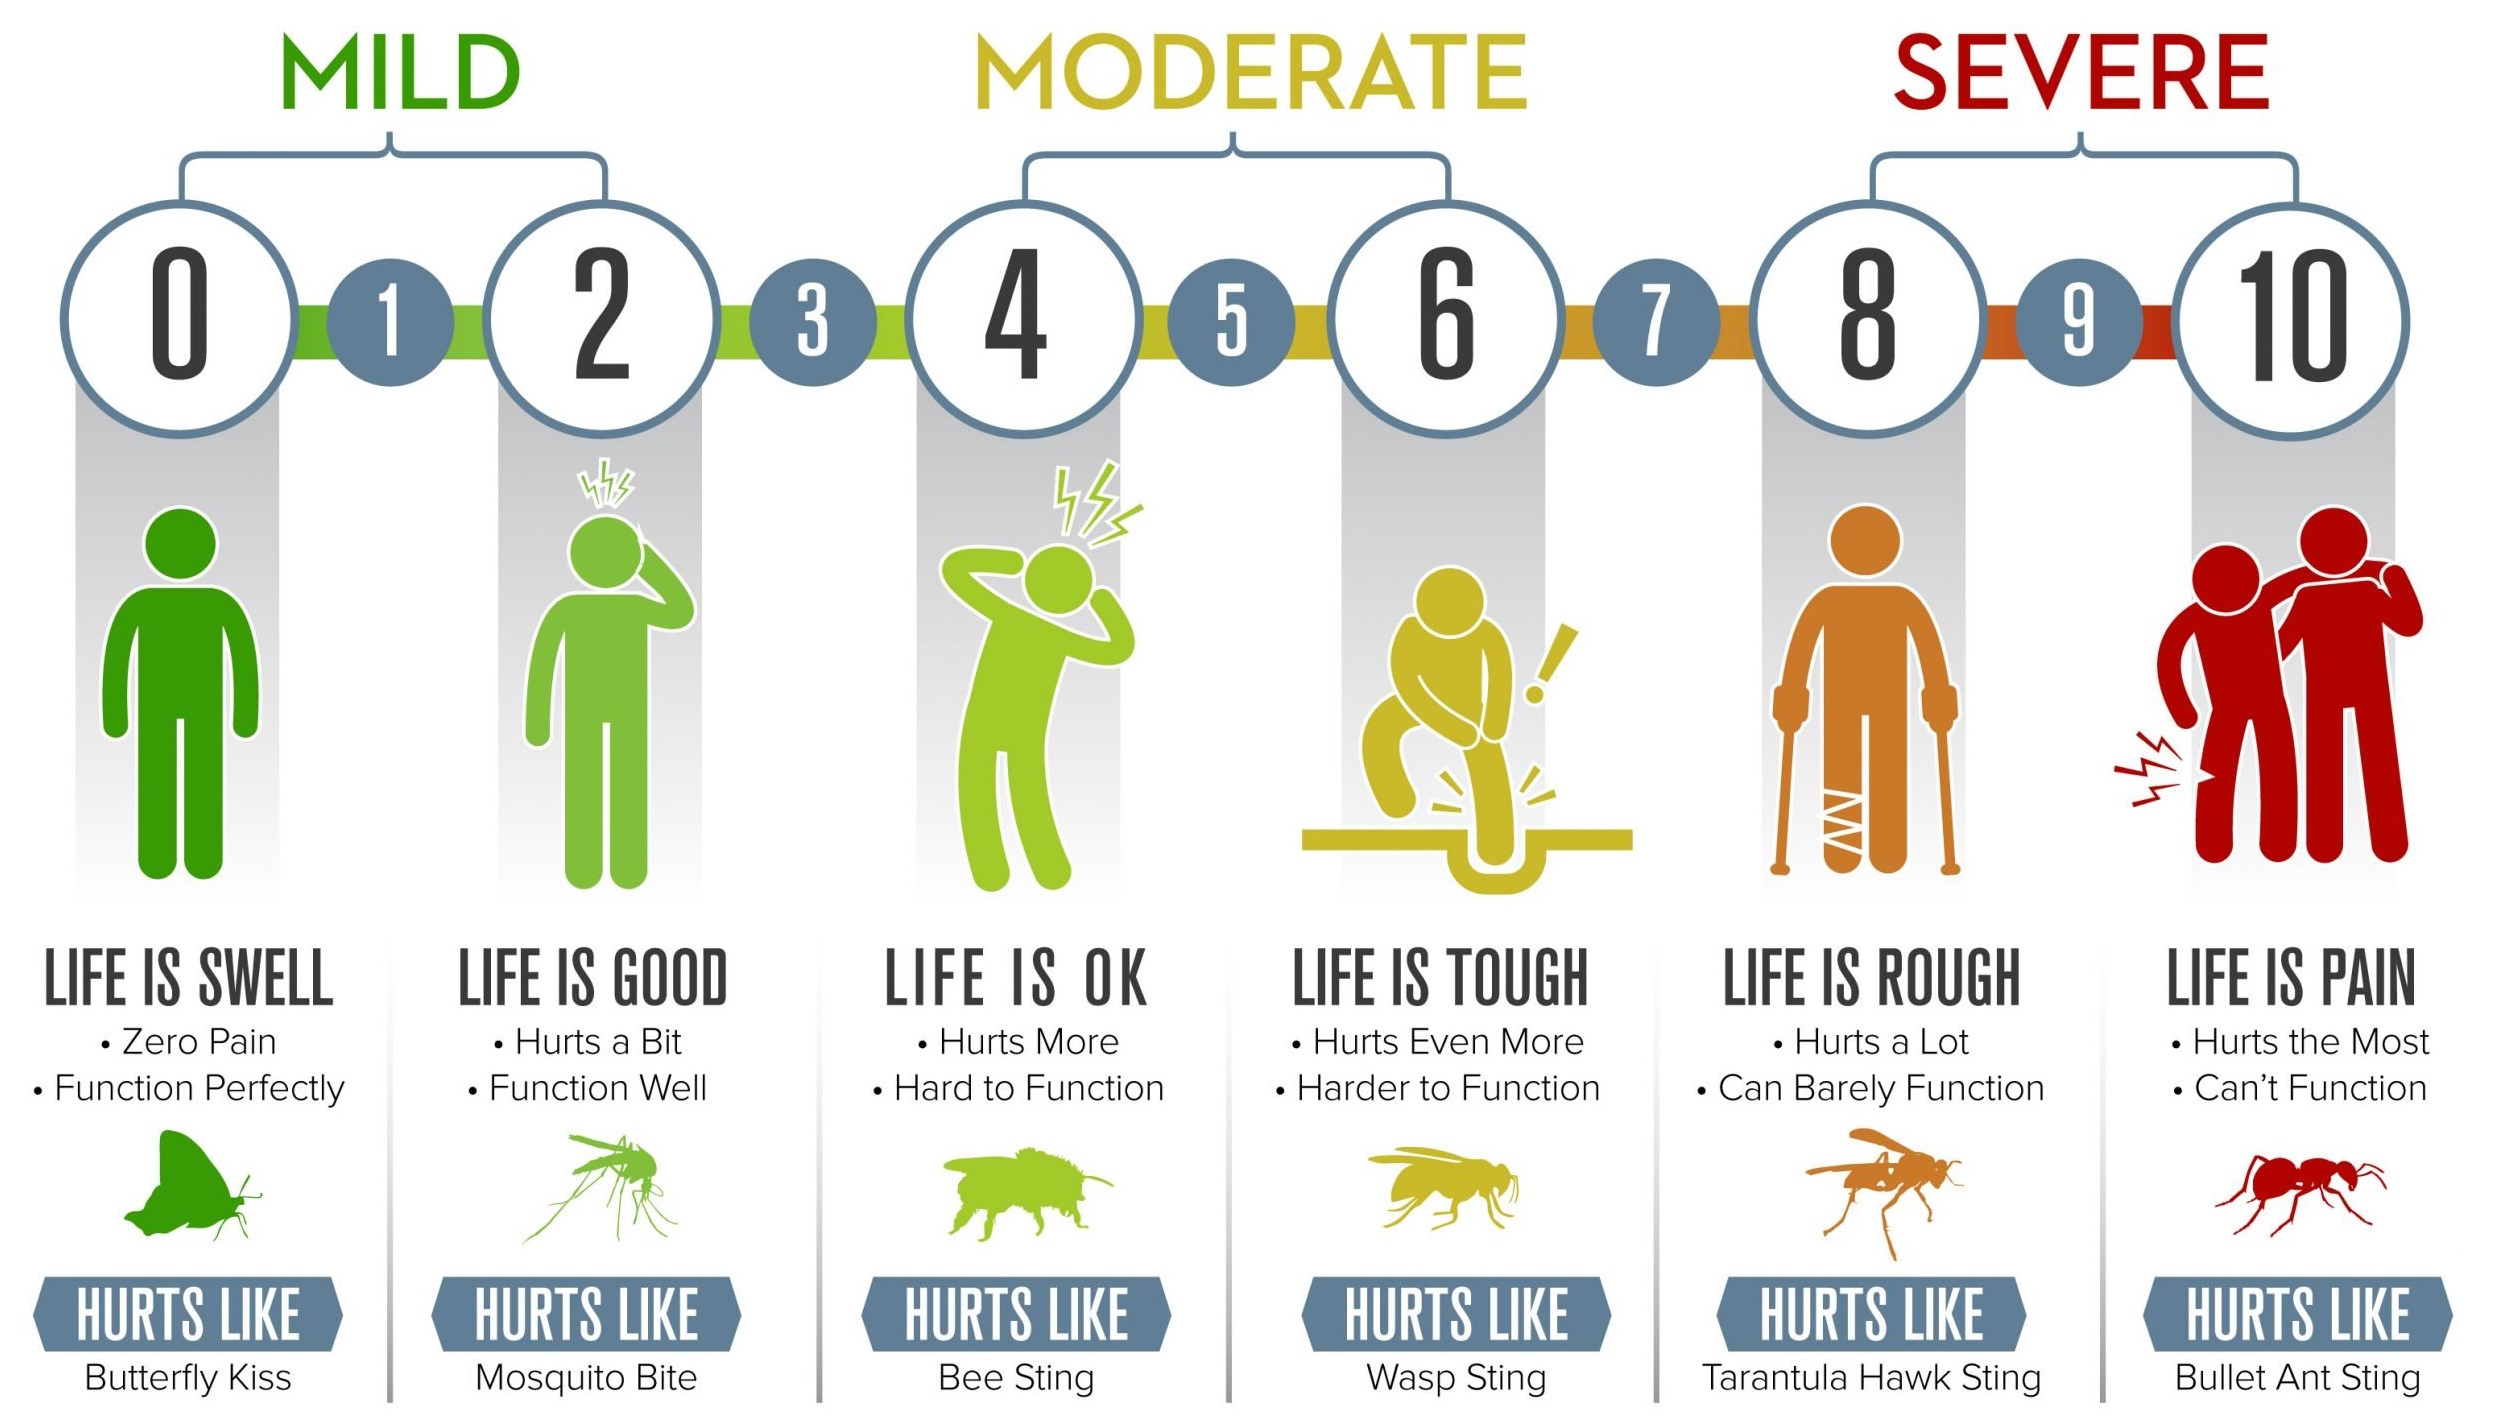 MILD
MODERATE
SEVERE
0
1
2
3
4
5
6
7
8
9
10
LIFE IS SWELL
• Zero Pain
• Function Perfectly
HURTS LIKE
Butterfly Kiss
LIFE IS GOOD
• Hurts a Bit
• Function Well
HURTS LIKE
Mosquito Bite
LIFE IS OK
• Hurts More
• Hard to Function
HURTS LIKE
Bee Sting
LIFE IS TOUGH
• Hurts Even More
• Harder to Function
HURTS LIKE
Wasp Sting
LIFE IS ROUGH
• Hurts a Lot
• Can Barely Function
HURTS LIKE
Tarantula Hawk Sting
LIFE IS PAIN
• Hurts the Most
• Can’t Function
HURTS LIKE
Bullet Ant Sting